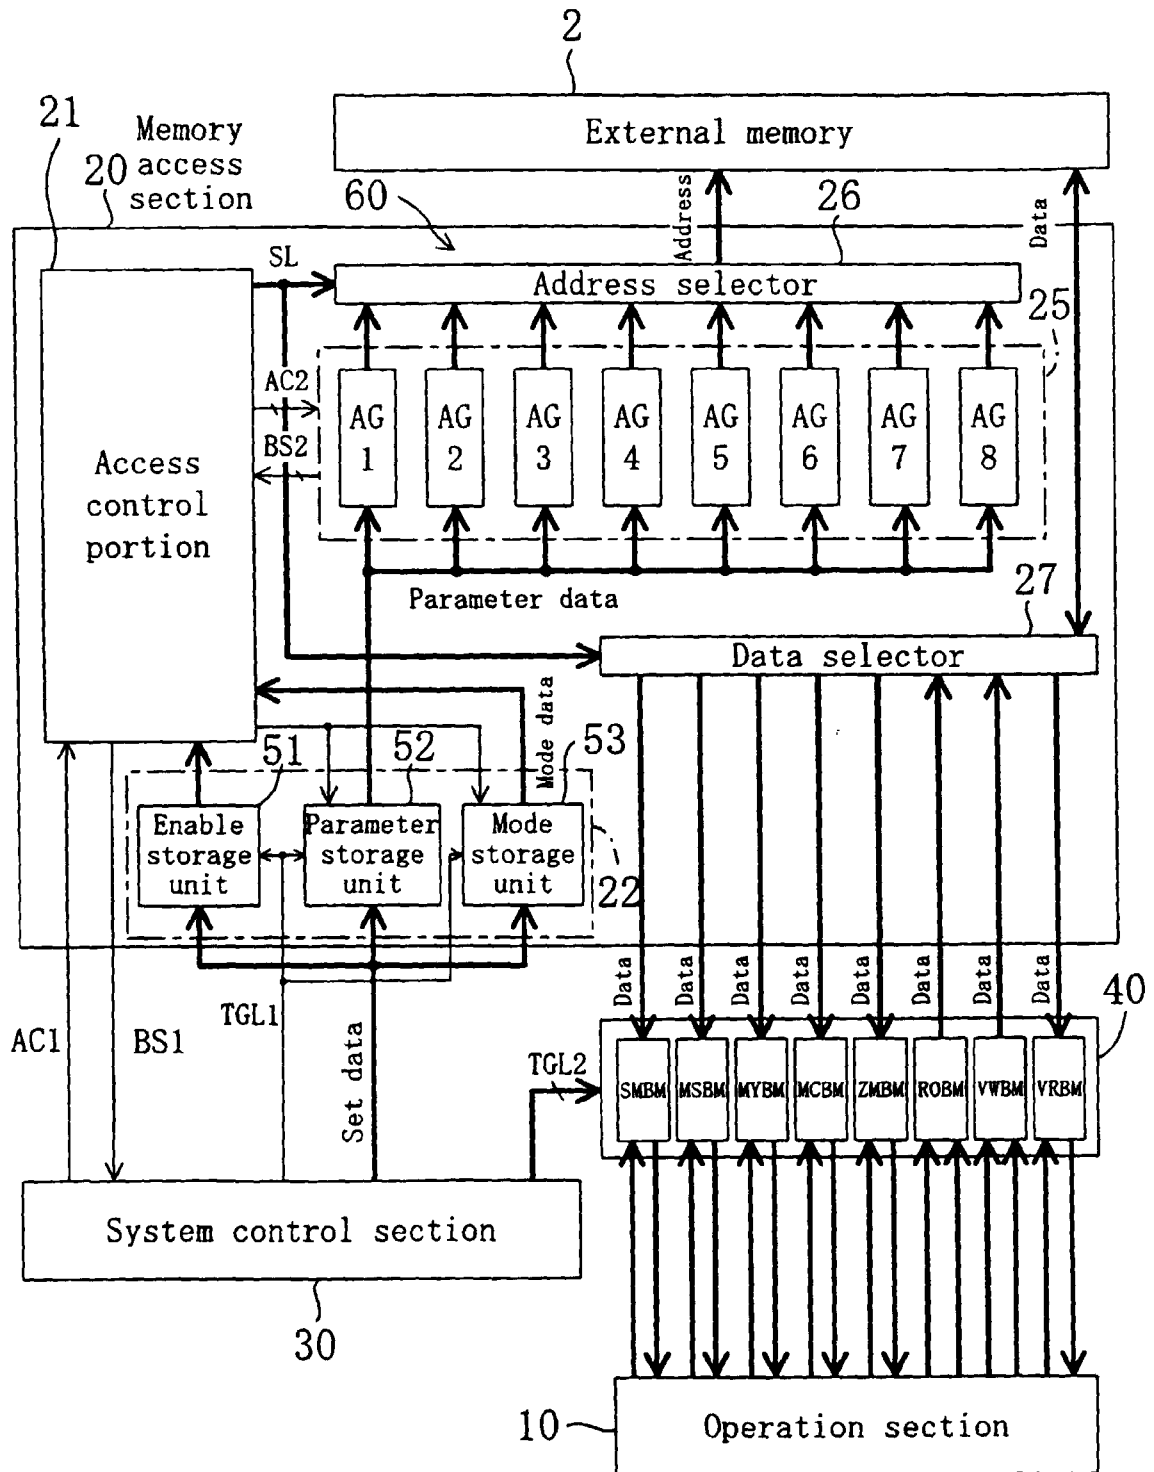 2
External memory
21
Memory
access
section
20
60
26
Address
Data
SL
Address selector
25
AC2
BS2
AG
1
AG
2
AG
3
AG
4
AG
5
AG
6
AG
7
AG
8
Access
control
portion
Parameter data
27
Data selector
Mode data
51
52
53
Enable
storage
unit
Parameter
storage
unit
Mode
storage
unit
22
AC1
BS1
TGL1
Set data
TGL2
Data
Data
Data
Data
Data
Data
Data
Data
40
SMBM
MSBM
MYBM
MCBM
ZMBM
ROBM
VWBM
VRBM
System control section
30
10
Operation section